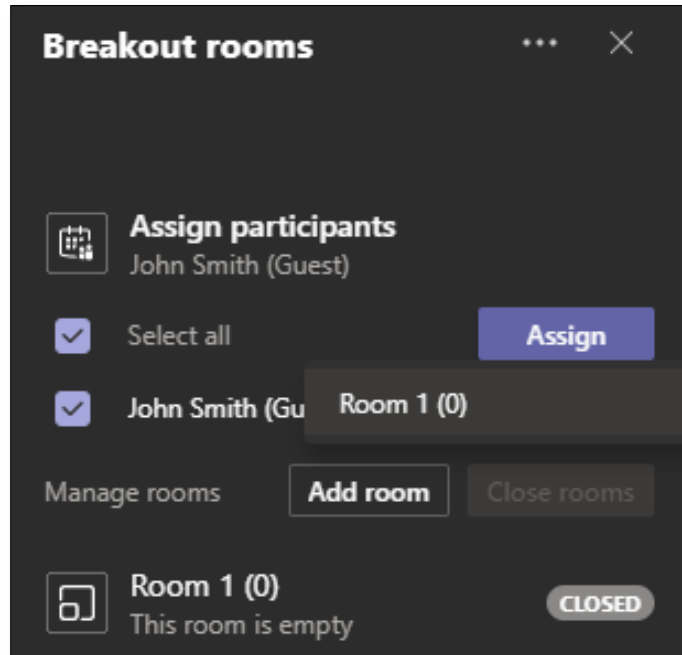 Breakout rooms
Assign participants
John Smith (Guest)
Select all
Assign
John Smith (Gu
Room 1 (0)
Manage rooms
Add room
Close rooms
Room 1 (0)
This room is empty
CLOSED